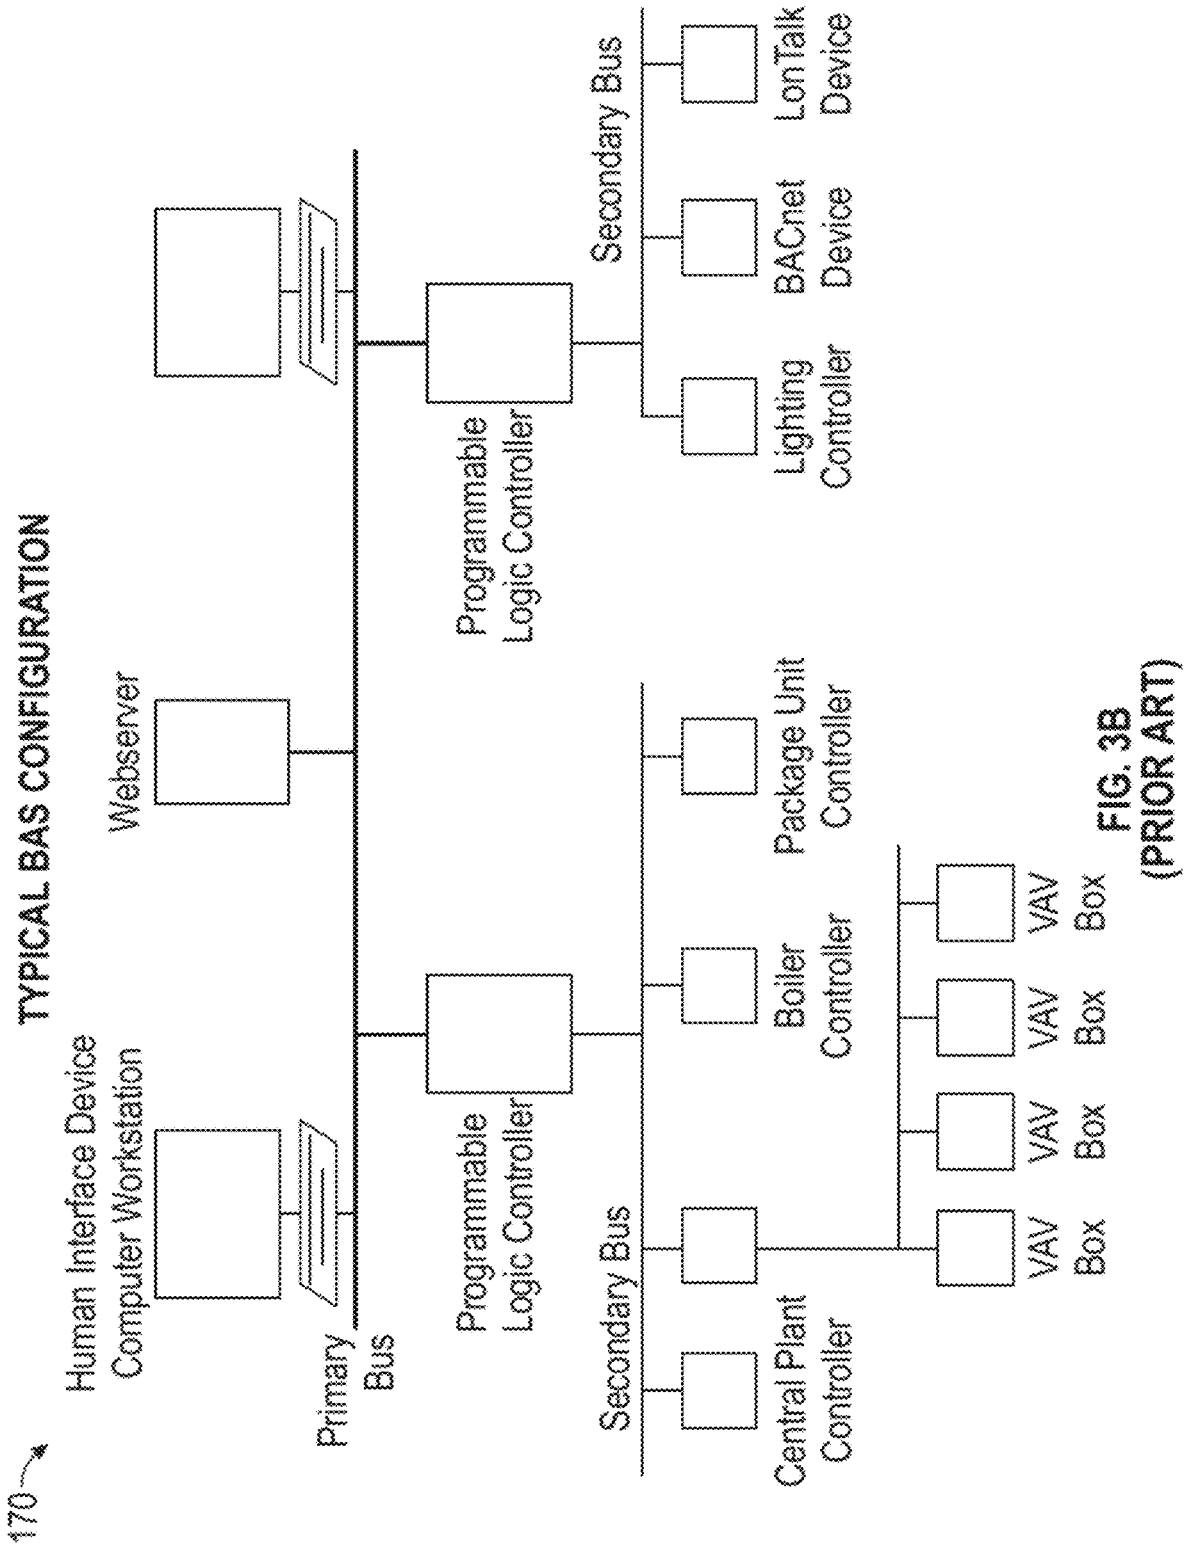 170
TYPICAL BAS CONFIGURATION
Human Interface Device
Computer Workstation
Webserver
Primary
Bus
Programmable
Logic Controller
Programmable
Logic Controller
Secondary Bus
Secondary Bus
Central Plant
Controller
Boiler
Controller
Package Unit
Controller
Lighting
Controller
BACnet
Device
LonTalk
Device
VAV
Box
VAV
Box
VAV
Box
VAV
Box
FIG. 3B
(PRIOR ART)